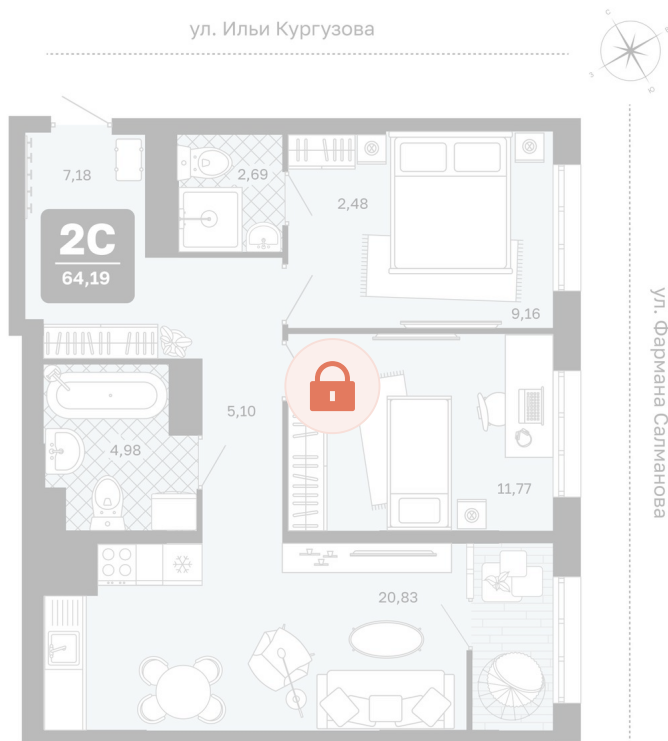 ул. Ильи Кургузова
С
В
З
Ю
7,18
2,69
2,48
2С
64,19
9,16
ул. Фармана Салманова
5,10
4,98
11,77
20,83